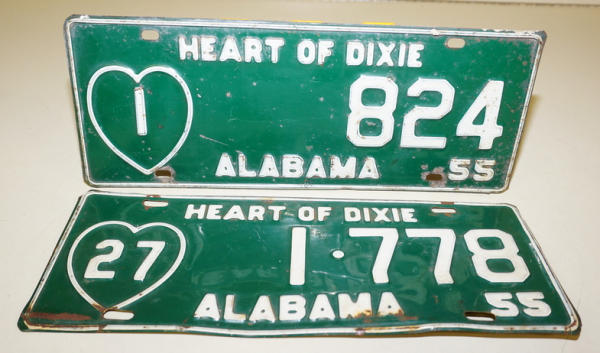 HEART OF DIXIE
1 824
ALABAMA 55
HEART OF DIXIE
27 1·778
ALABAMA 55